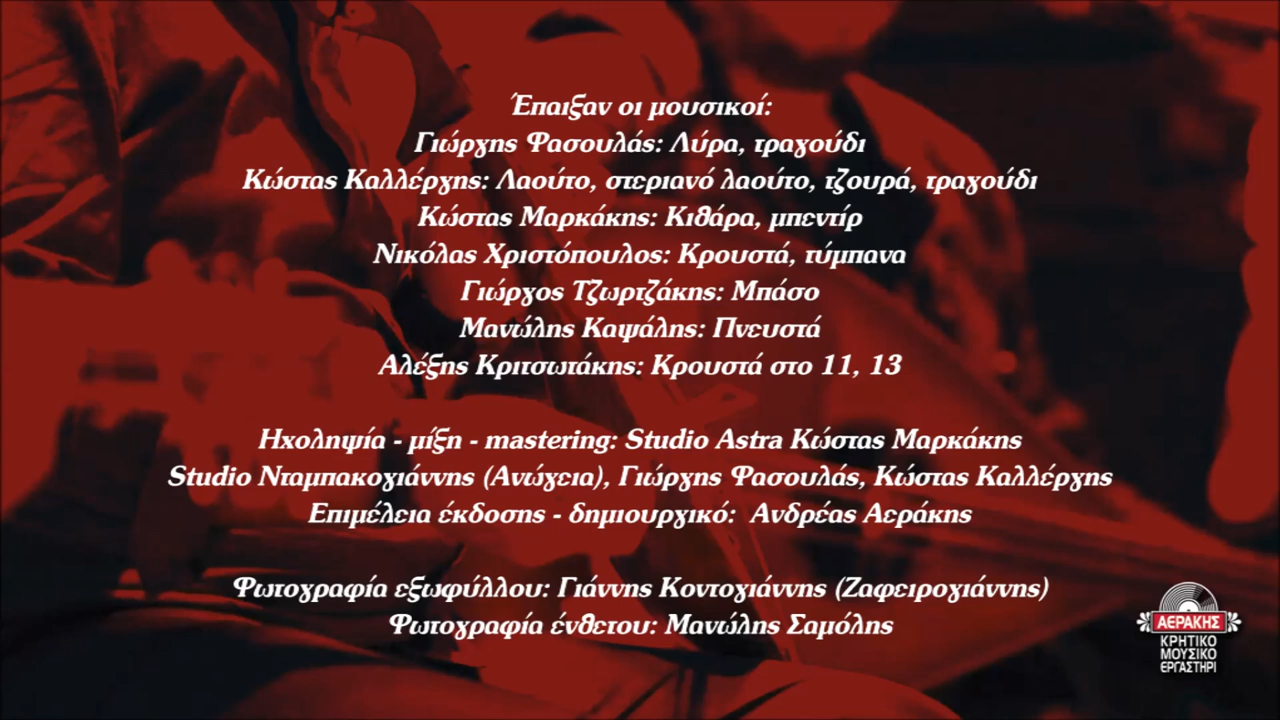 Έπαιξαν οι μουσικοί:
Γιώργης Φασουλάς: Λύρα, τραγούδι
Κώστας Καλλέργης: Λαούτο, στεριανό λαούτο, τζουρά, τραγούδι
Κώστας Μαρκάκης: Κιθάρα, μπεντίρ
Νικόλας Χριστόπουλος: Κρουστά, τύμπανα
Γιώργος Τζωρτζάκης: Μπάσο
Μανώλης Καψάλης: Πνευστά
Αλέξης Κριτσωτάκης: Κρουστά στο 11, 13
Ηχοληψία - μίξη - mastering: Studio Astra Κώστας Μαρκάκης
Studio Νταμπακογιάννης (Ανώγεια), Γιώργης Φασουλάς, Κώστας Καλλέργης
Επιμέλεια έκδοσης - δημιουργικό: Ανδρέας Αεράκης
Φωτογραφία εξωφύλλου: Γιάννης Κοντογιάννης (Ζαφειρογιάννης)
Φωτογραφία ένθετου: Μανώλης Σαμόλης
ΑΕΡΑΚΗΣ
ΚΡΗΤΙΚΟ
ΜΟΥΣΙΚΟ
ΕΡΓΑΣΤΗΡΙ